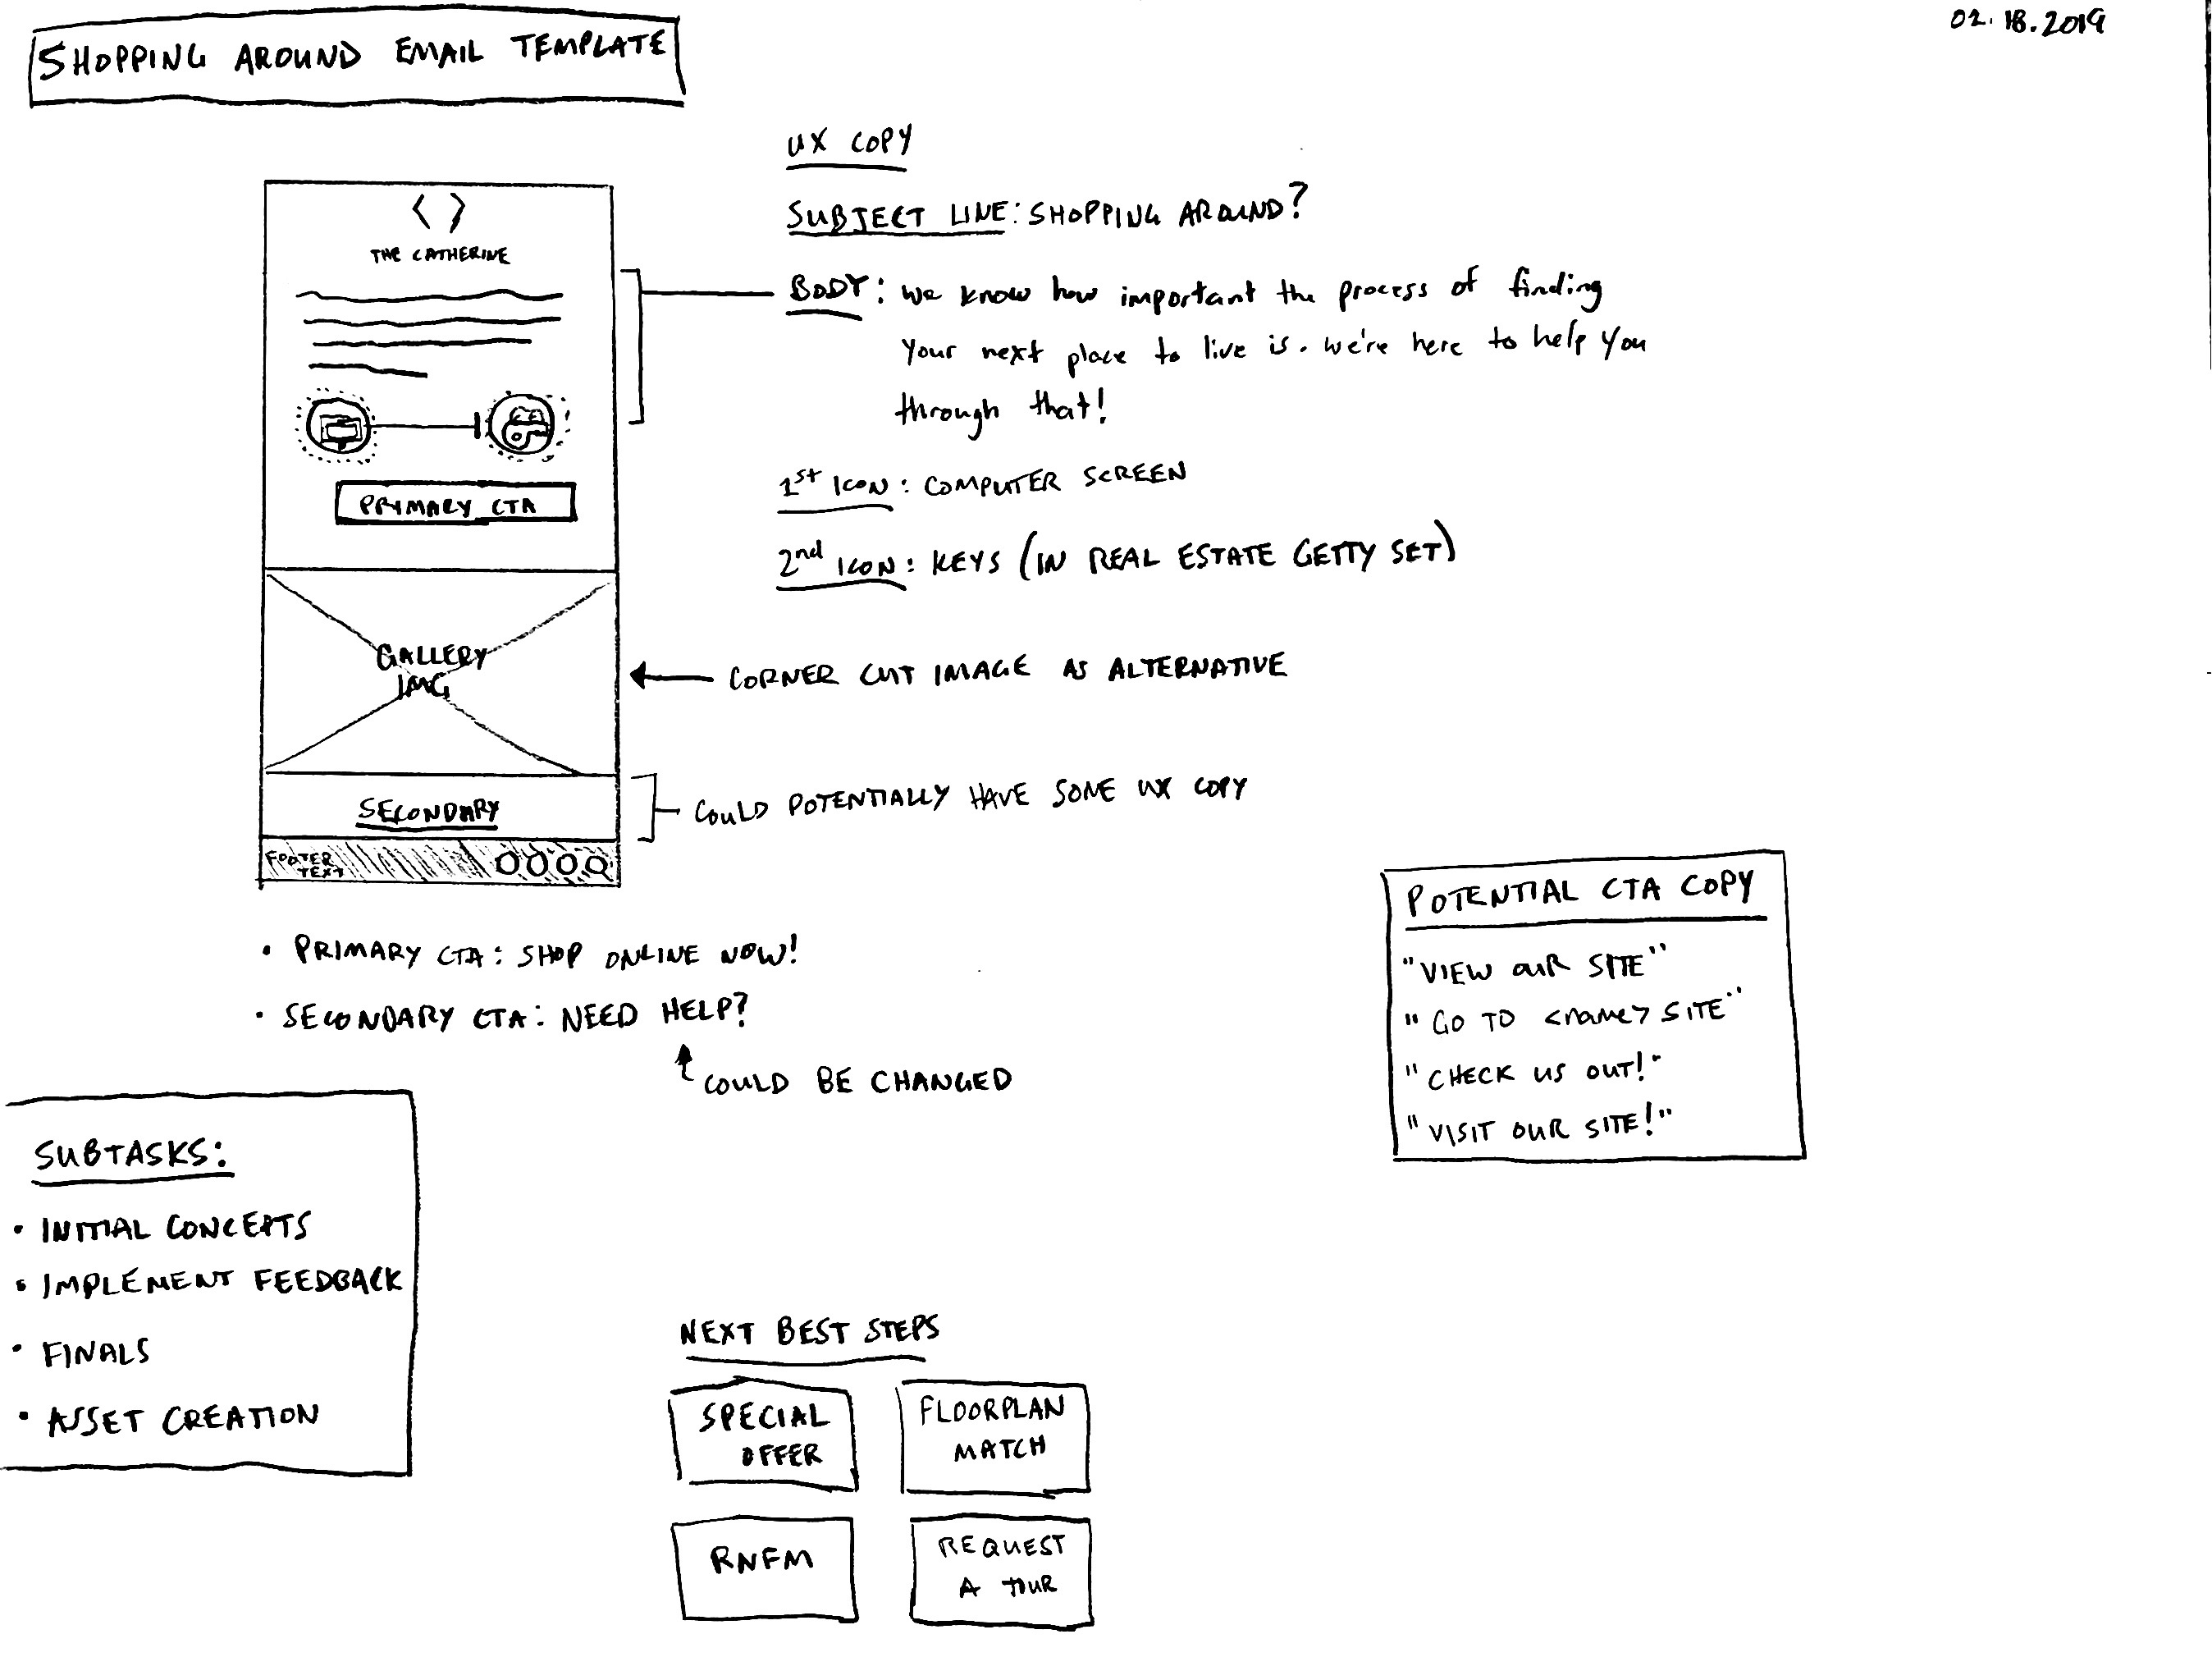 SHOPPING AROUND EMAIL TEMPLATE
02.18.2019
THE CATHERINE
PRIMARY CTA
GALLERY
IMG
SECONDARY
FOOTER
TEXT
UX COPY
SUBJECT LINE: SHOPPING AROUND?
BODY: We know how important the process of finding
your next place to live is. we're here to help you
through that!
1st ICON: COMPUTER SCREEN
2nd ICON: KEYS (IN REAL ESTATE GETTY SET)
CORNER CUT IMAGE AS ALTERNATIVE
COULD POTENTIALLY HAVE SOME UX COPY
• PRIMARY CTA: SHOP ONLINE NOW!
• SECONDARY CTA: NEED HELP?
COULD BE CHANGED
POTENTIAL CTA COPY
"VIEW OUR SITE"
"GO TO <name> SITE"
"CHECK US OUT!"
"VISIT OUR SITE!"
SUBTASKS:
• INITIAL CONCEPTS
• IMPLEMENT FEEDBACK
• FINALS
• ASSET CREATION
NEXT BEST STEPS
SPECIAL
OFFER
FLOORPLAN
MATCH
RNFM
REQUEST
A TOUR